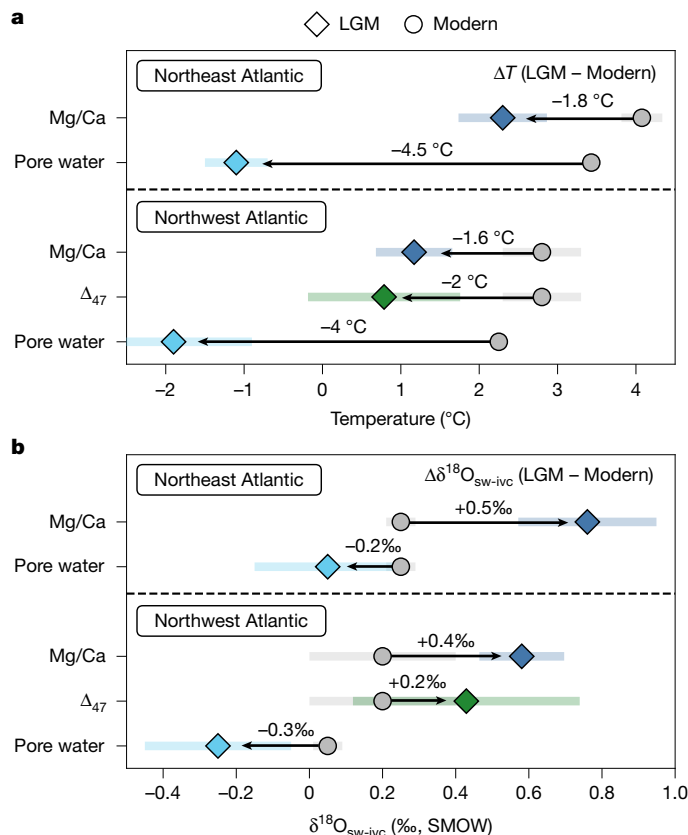 a
LGM Modern
Northeast Atlantic
ΔT (LGM – Modern)
Mg/Ca
–1.8 °C
Pore water
–4.5 °C
Northwest Atlantic
Mg/Ca
–1.6 °C
Δ47
–2 °C
Pore water
–4 °C
–2 –1 0 1 2 3 4
Temperature (°C)
b
Northeast Atlantic
Δδ18Osw-ivc (LGM – Modern)
Mg/Ca
+0.5‰
Pore water
–0.2‰
Northwest Atlantic
Mg/Ca
+0.4‰
Δ47
+0.2‰
Pore water
–0.3‰
–0.4 –0.2 0 0.2 0.4 0.6 0.8 1.0
δ18Osw-ivc (‰, SMOW)